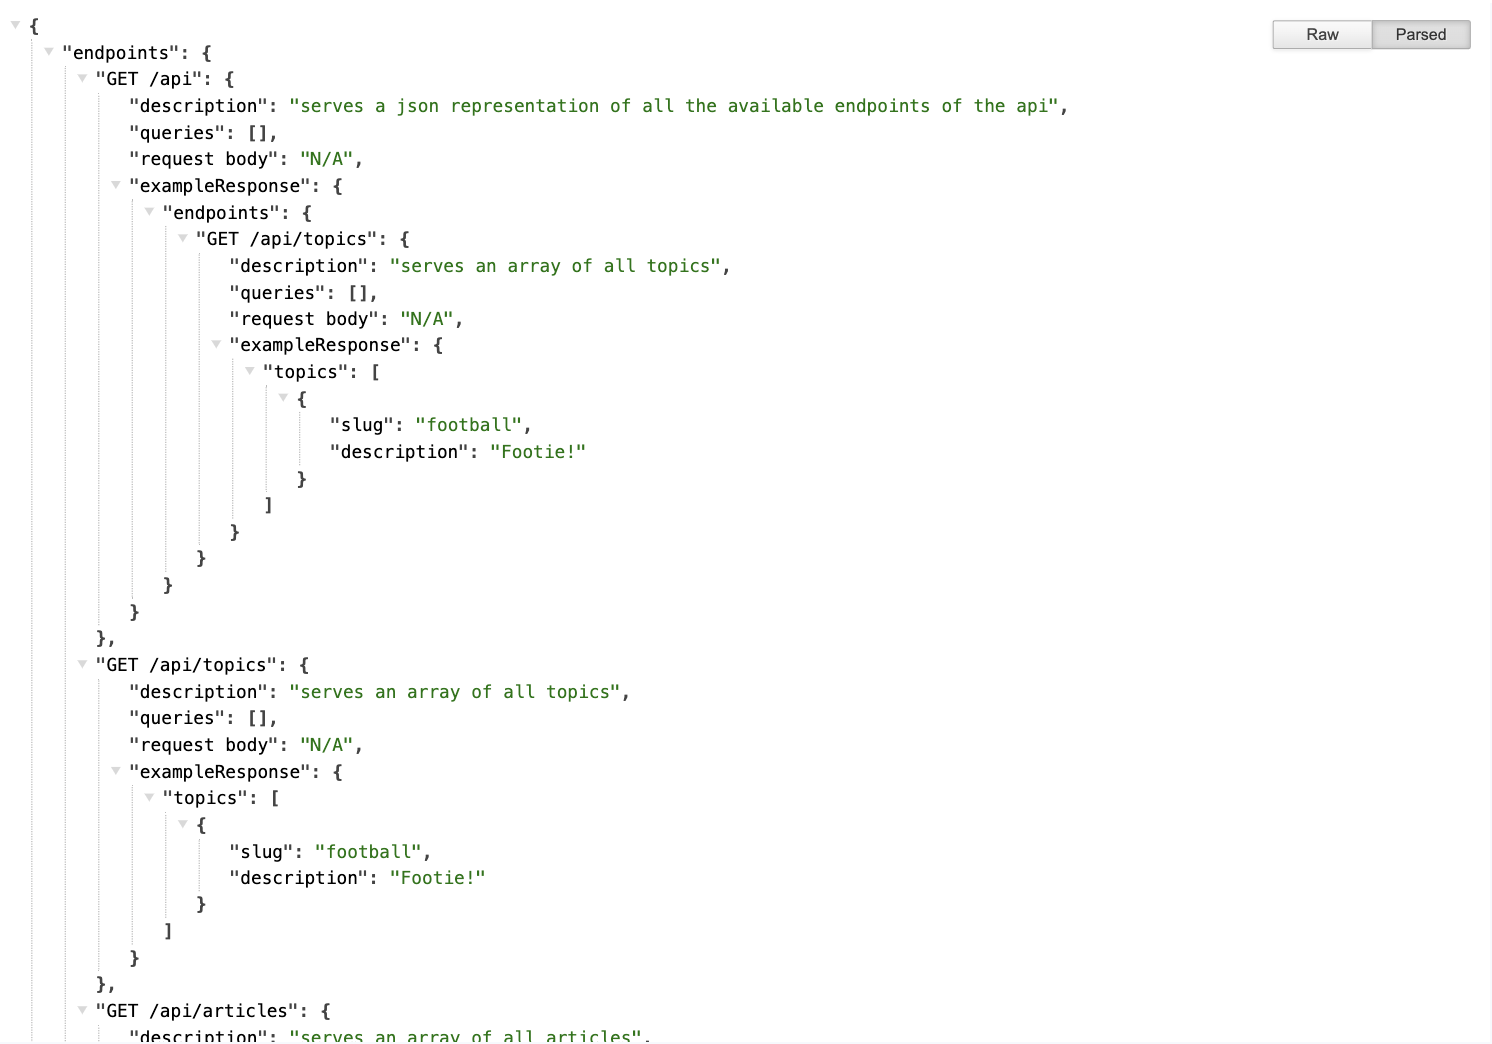 {
Raw
Parsed
"endpoints": {
"GET /api": {
"description": "serves a json representation of all the available endpoints of the api",
"queries": [],
"request body": "N/A",
"exampleResponse": {
"endpoints": {
"GET /api/topics": {
"description": "serves an array of all topics",
"queries": [],
"request body": "N/A",
"exampleResponse": {
"topics": [
{
"slug": "football",
"description": "Footie!"
}
]
}
}
}
}
},
"GET /api/topics": {
"description": "serves an array of all topics",
"queries": [],
"request body": "N/A",
"exampleResponse": {
"topics": [
{
"slug": "football",
"description": "Footie!"
}
]
}
},
"GET /api/articles": {
"description": "serves an array of all articles",